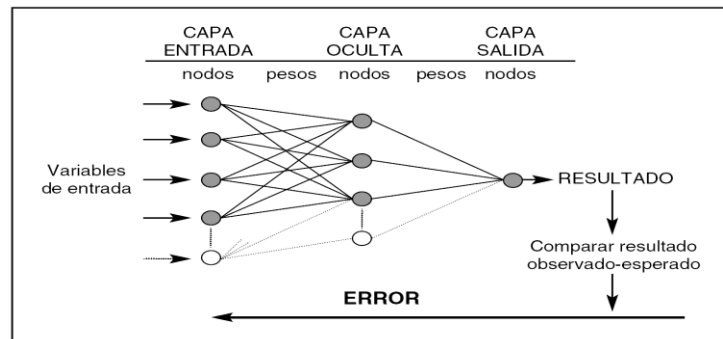 CAPA CAPA CAPA
ENTRADA OCULTA SALIDA
nodos pesos nodos pesos nodos
Variables
de entrada
RESULTADO
Comparar resultado
observado-esperado
ERROR